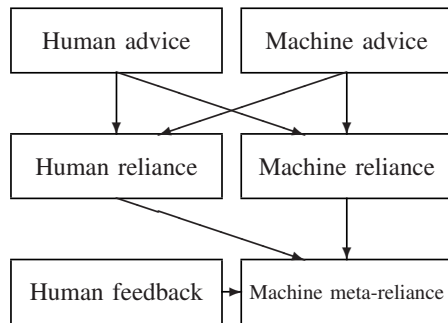 Human advice
Machine advice
Human reliance
Machine reliance
Human feedback
Machine meta-reliance